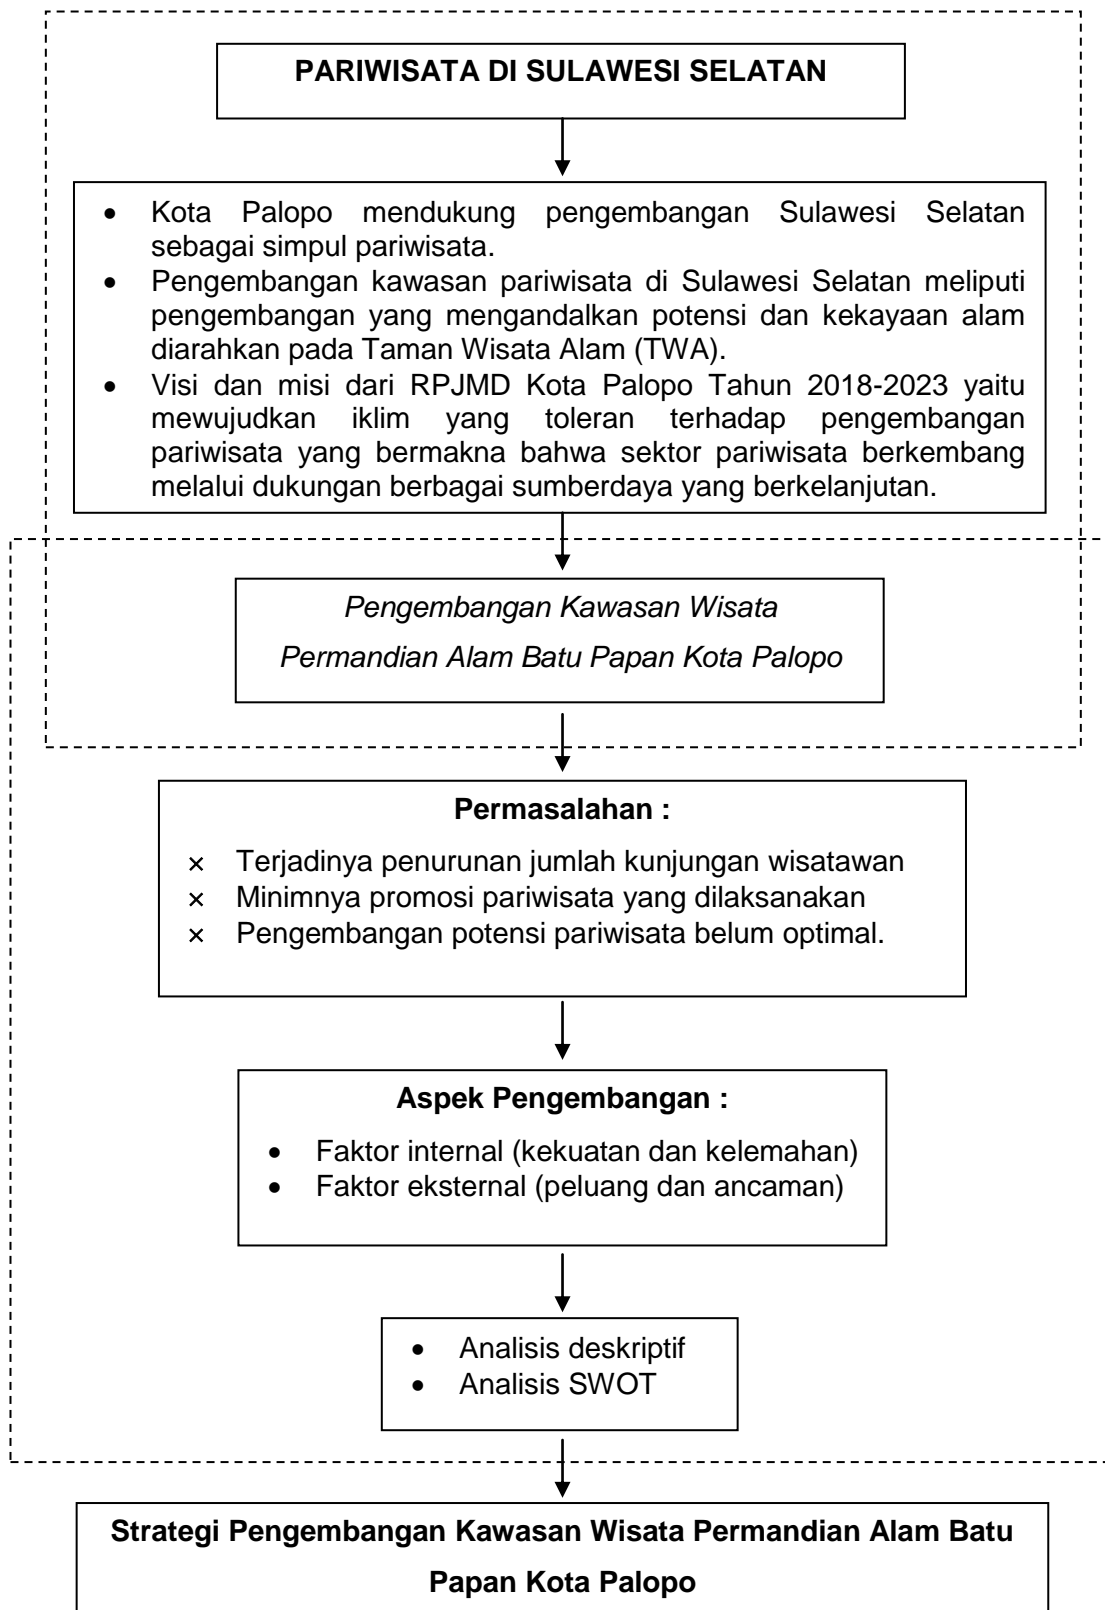 PARIWISATA DI SULAWESI SELATAN
• Kota Palopo mendukung pengembangan Sulawesi Selatan
sebagai simpul pariwisata.
• Pengembangan kawasan pariwisata di Sulawesi Selatan meliputi
pengembangan yang mengandalkan potensi dan kekayaan alam
diarahkan pada Taman Wisata Alam (TWA).
• Visi dan misi dari RPJMD Kota Palopo Tahun 2018-2023 yaitu
mewujudkan iklim yang toleran terhadap pengembangan
pariwisata yang bermakna bahwa sektor pariwisata berkembang
melalui dukungan berbagai sumberdaya yang berkelanjutan.
Pengembangan Kawasan Wisata
Permandian Alam Batu Papan Kota Palopo
Permasalahan :
× Terjadinya penurunan jumlah kunjungan wisatawan
× Minimnya promosi pariwisata yang dilaksanakan
× Pengembangan potensi pariwisata belum optimal.
Aspek Pengembangan :
• Faktor internal (kekuatan dan kelemahan)
• Faktor eksternal (peluang dan ancaman)
• Analisis deskriptif
• Analisis SWOT
Strategi Pengembangan Kawasan Wisata Permandian Alam Batu
Papan Kota Palopo